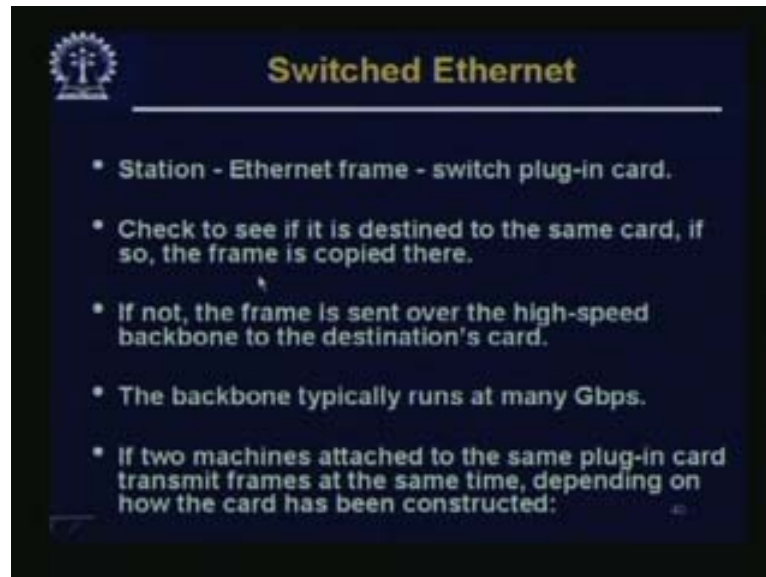 Switched Ethernet
• Station - Ethernet frame - switch plug-in card.
• Check to see if it is destined to the same card, if
so, the frame is copied there.
• If not, the frame is sent over the high-speed
backbone to the destination's card.
• The backbone typically runs at many Gbps.
• If two machines attached to the same plug-in card
transmit frames at the same time, depending on
how the card has been constructed: